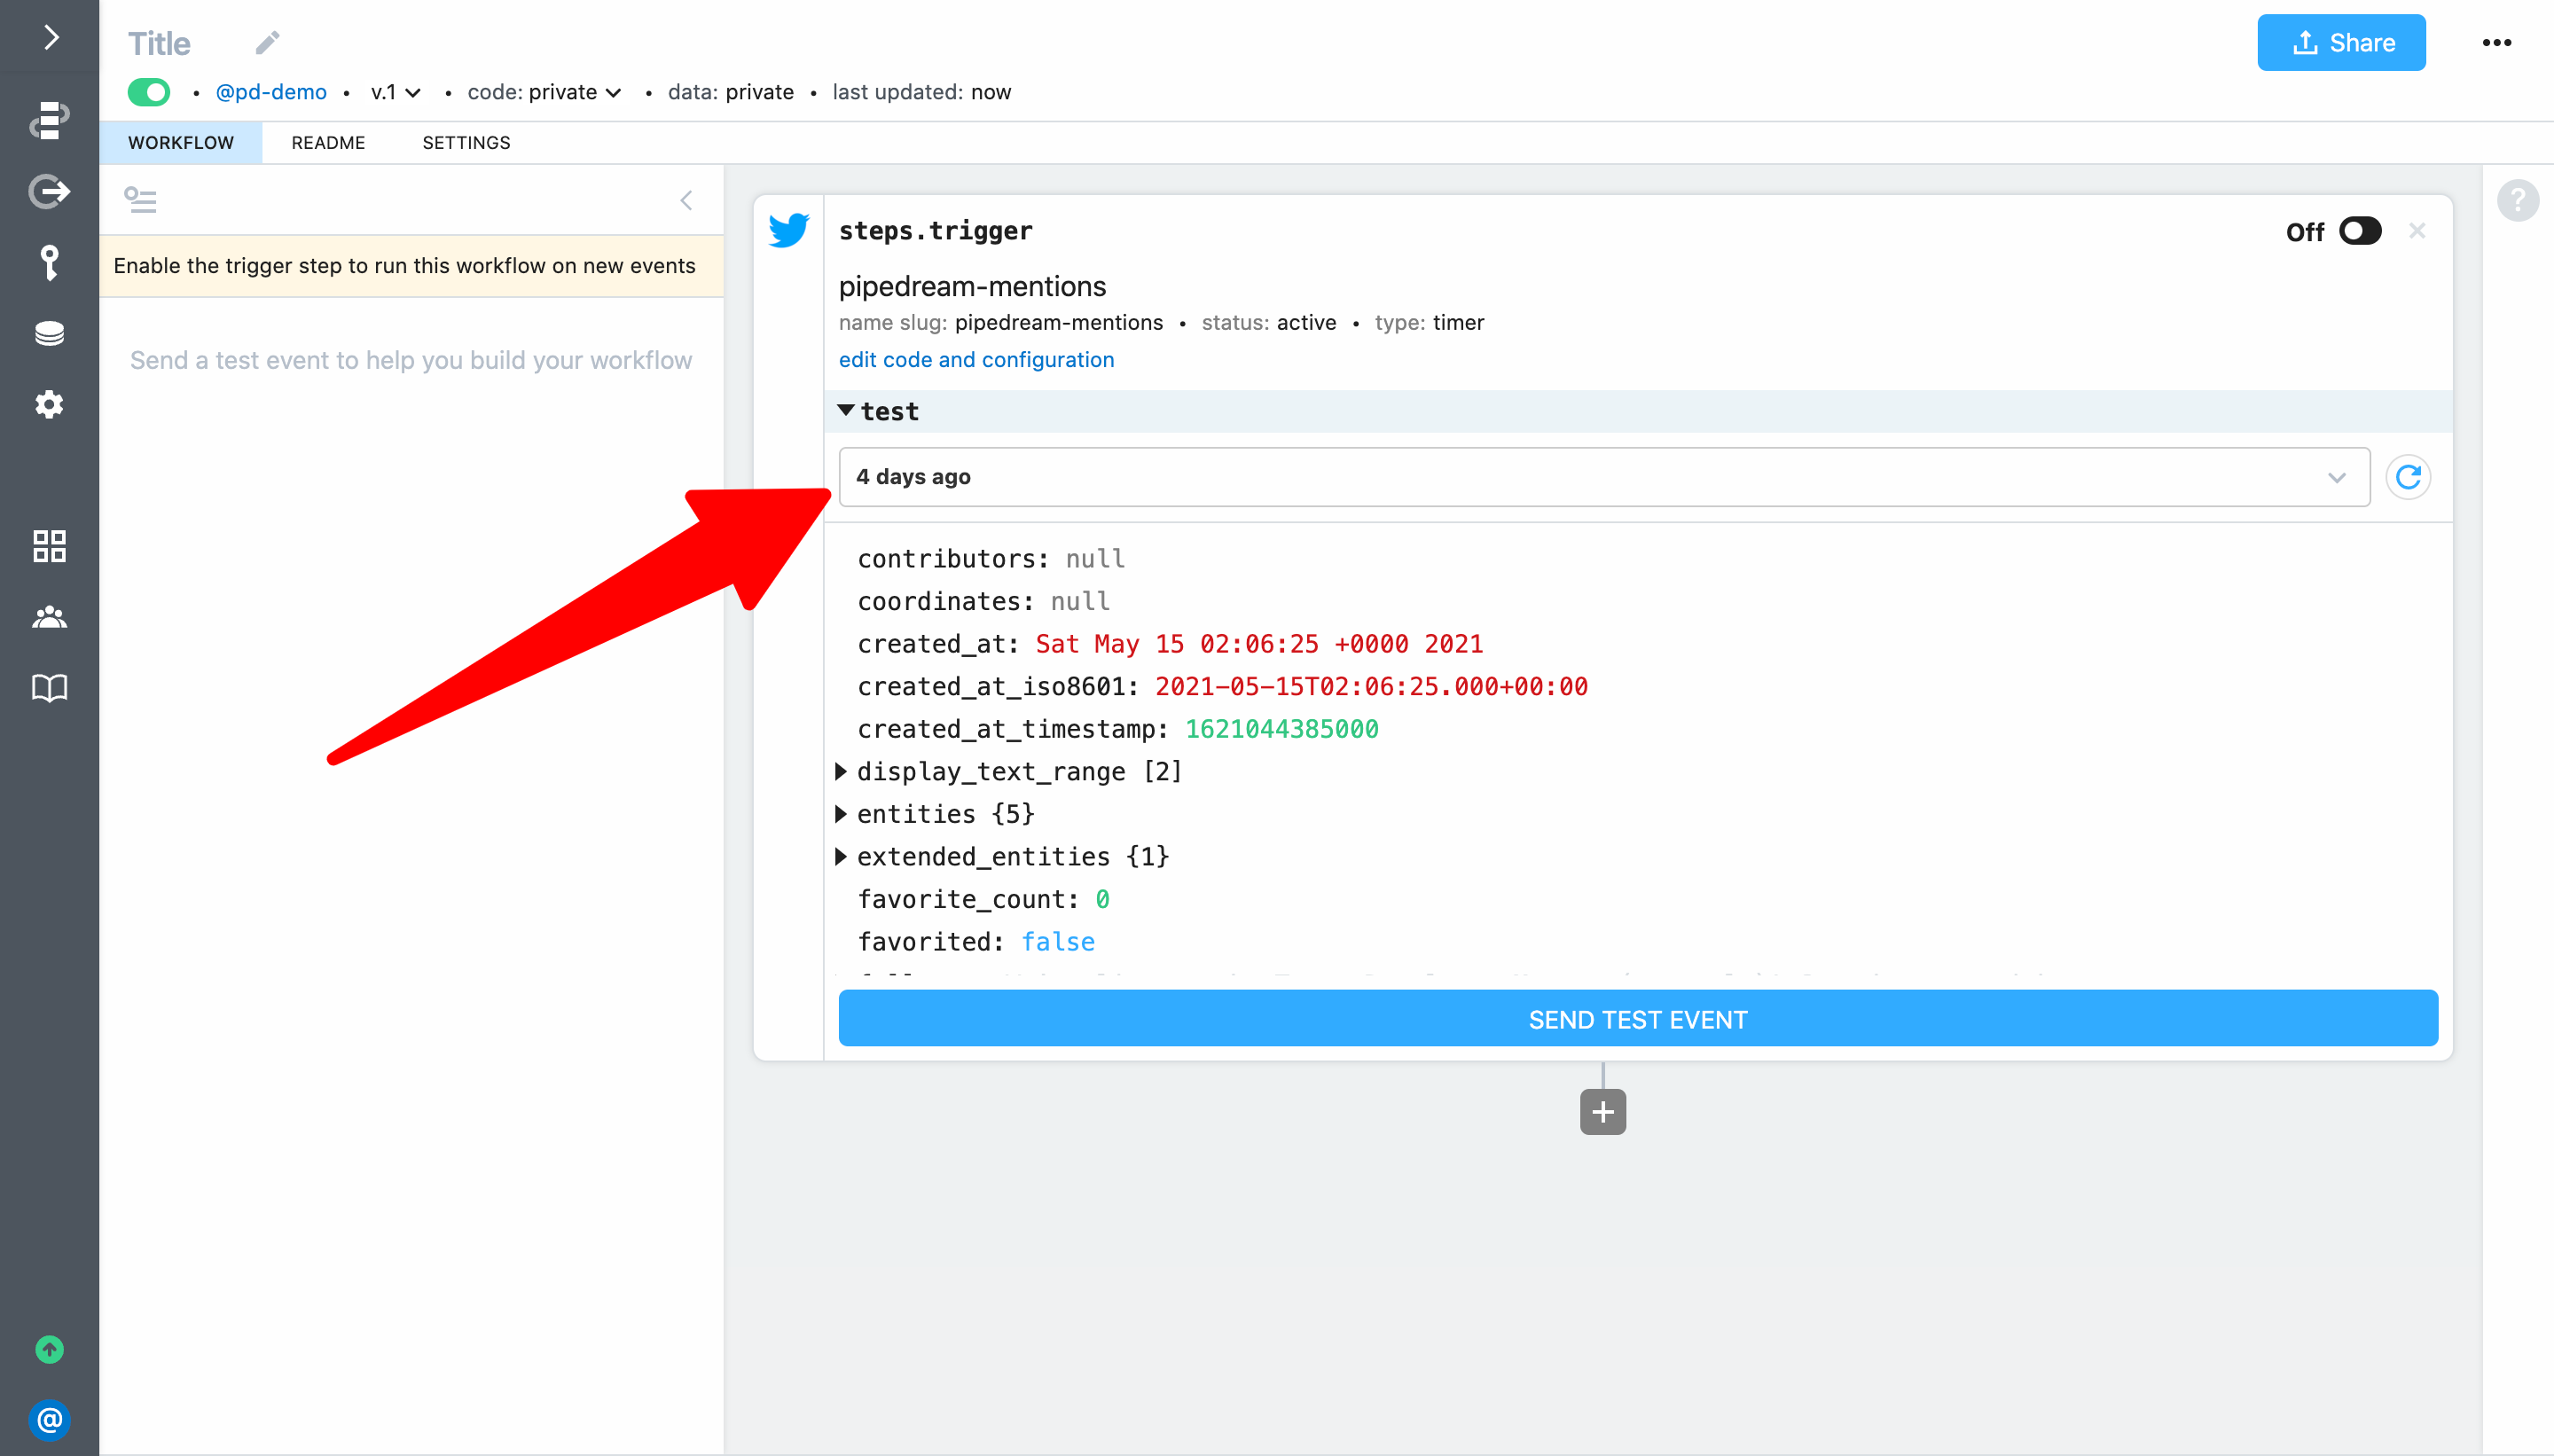 Title
Share
• @pd-demo • v.1 • code: private • data: private • last updated: now
WORKFLOW README SETTINGS
Enable the trigger step to run this workflow on new events
Send a test event to help you build your workflow
steps.trigger
Off
pipedream-mentions
name slug: pipedream-mentions • status: active • type: timer
edit code and configuration
test
4 days ago
contributors: null
coordinates: null
created_at: Sat May 15 02:06:25 +0000 2021
created_at_iso8601: 2021-05-15T02:06:25.000+00:00
created_at_timestamp: 1621044385000
display_text_range [2]
entities {5}
extended_entities {1}
favorite_count: 0
favorited: false
SEND TEST EVENT